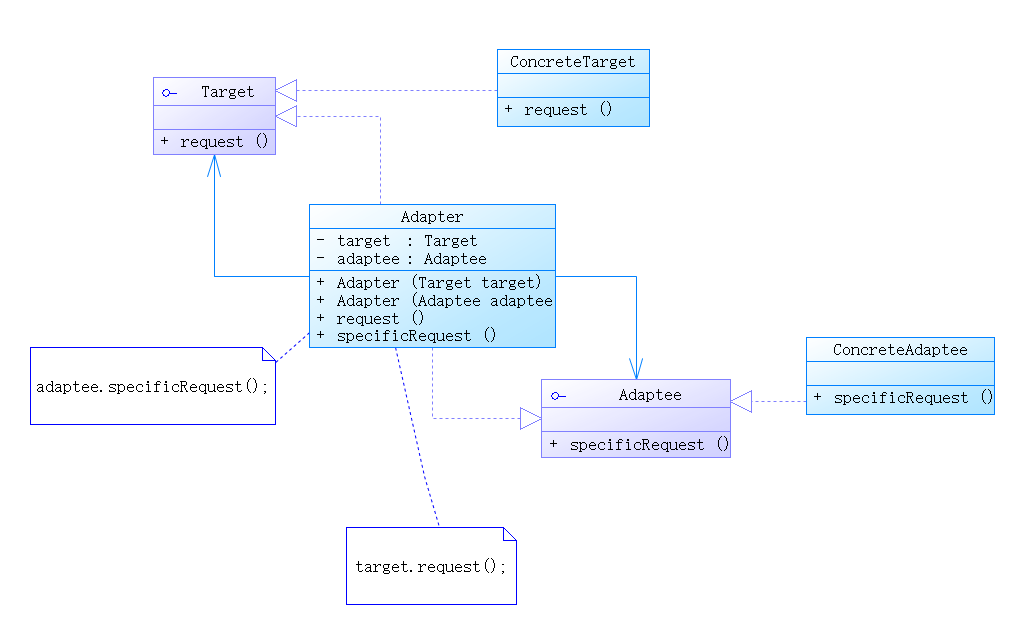 ConcreteTarget
+ request ()
Target
+ request ()
Adapter
- target : Target
- adaptee : Adaptee
+ Adapter (Target target)
+ Adapter (Adaptee adaptee
+ request ()
+ specificRequest ()
adaptee.specificRequest();
ConcreteAdaptee
+ specificRequest ()
Adaptee
+ specificRequest ()
target.request();